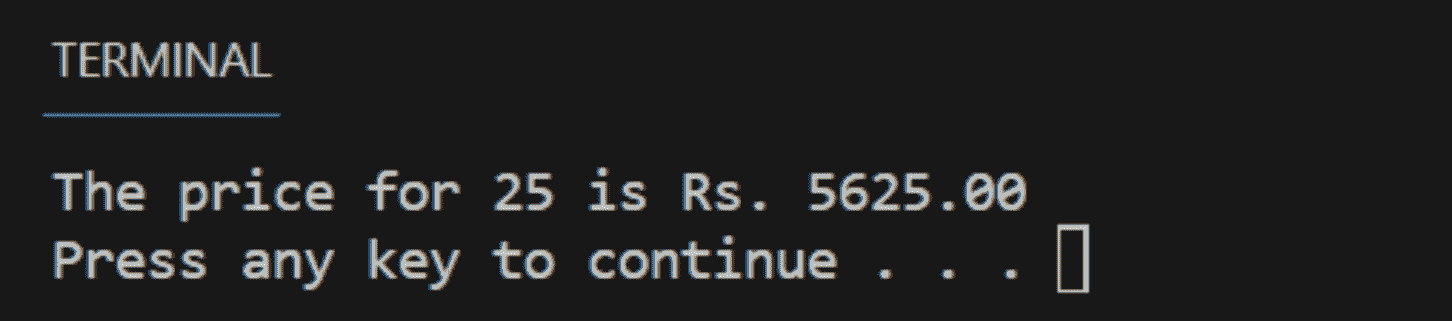 TERMINAL
The price for 25 is Rs. 5625.00
Press any key to continue . . .